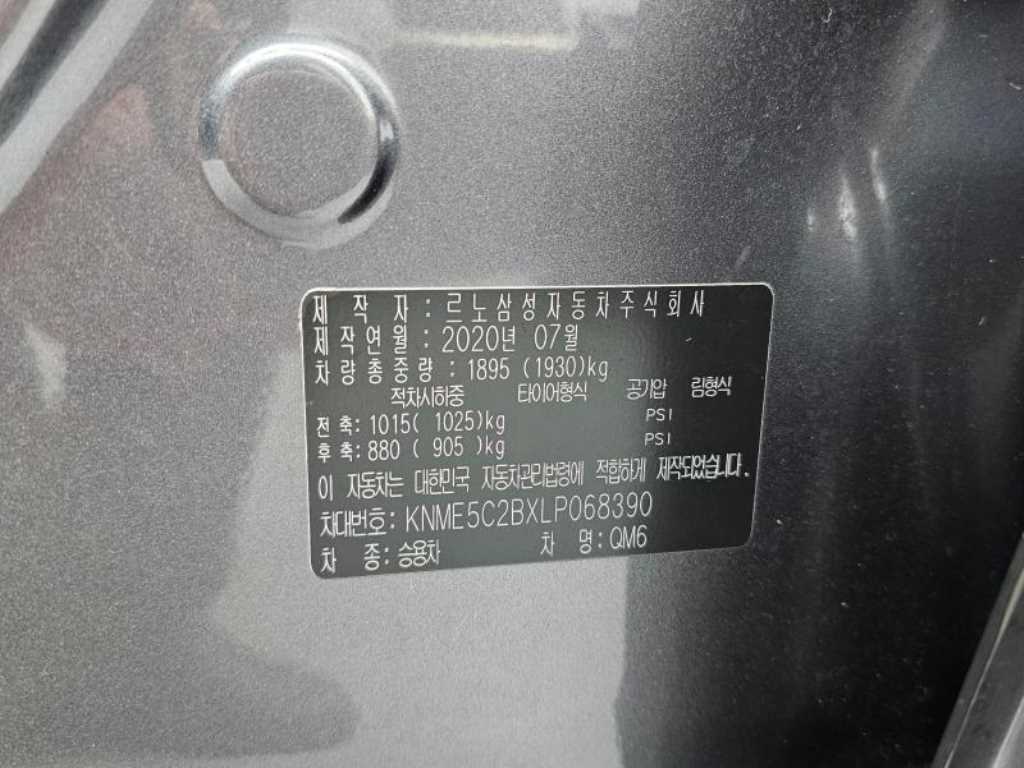 제 작 자 : 르노삼성자동차주식회사
제작연월 : 2020년 07월
차량총중량 : 1895 (1930)kg
적차시하중 타이어형식 공기압 림형식
전축: 1015( 1025)kg PSI
후축: 880 ( 905 )kg PSI
이 자동차는 대한민국 자동차관리법령에 적합하게 제작되었습니다.
차대번호: KNME5C2BXLP068390
차 종: 승용차 차 명: QM6